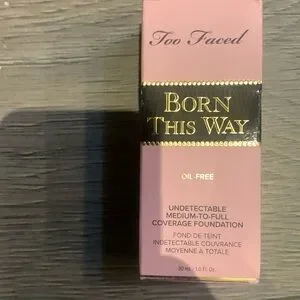 Too Faced
BORN
THIS WAY
OIL-FREE
UNDETECTABLE
MEDIUM-TO-FULL
COVERAGE FOUNDATION
FOND DE TEINT
INDÉTECTABLE COUVRANCE
MOYENNE À TOTALE
30 mL / 1.0 Fl. Oz.